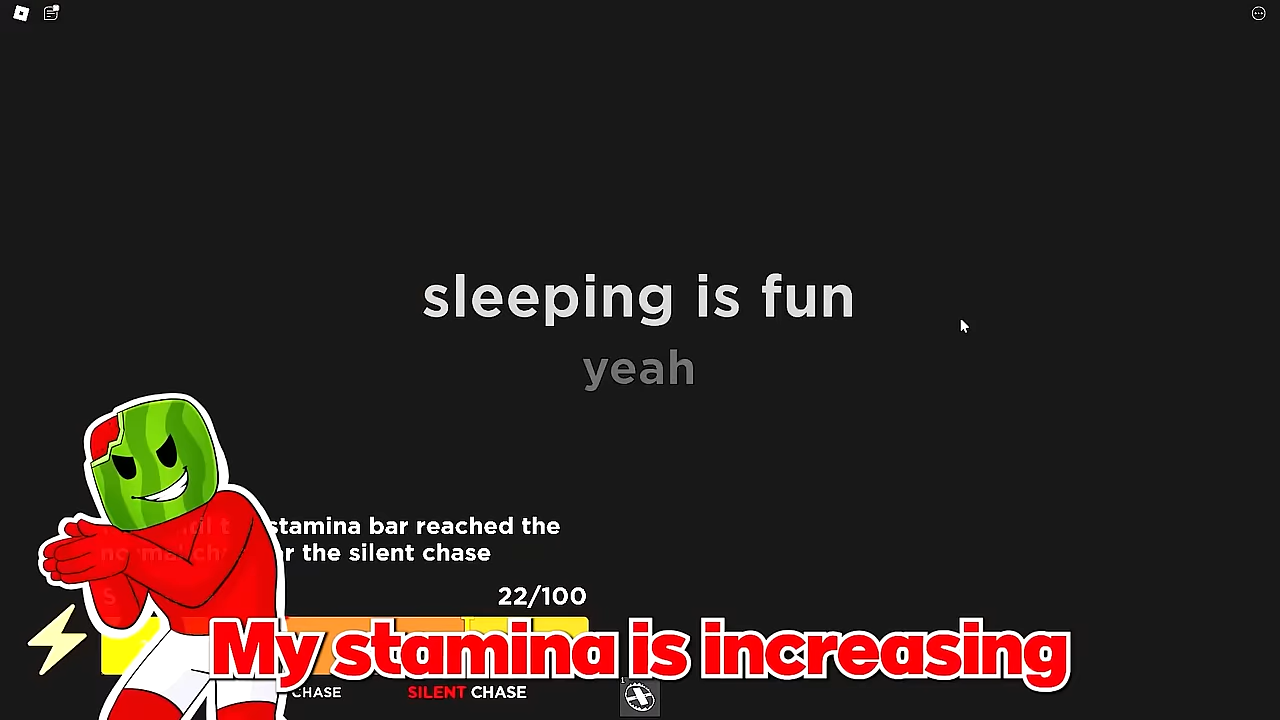 sleeping is fun
yeah
stamina bar reached the
the silent chase
22/100
My stamina is increasing
CHASE
SILENT CHASE
1